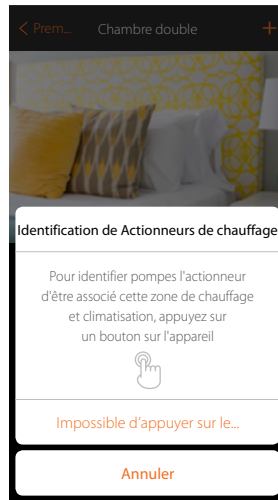 < Prem... Chambre double +
Identification de Actionneurs de chauffage
Pour identifier pompes l'actionneur
d'être associé cette zone de chauffage
et climatisation, appuyez sur
un bouton sur l'appareil
Impossible d'appuyer sur le...
Annuler